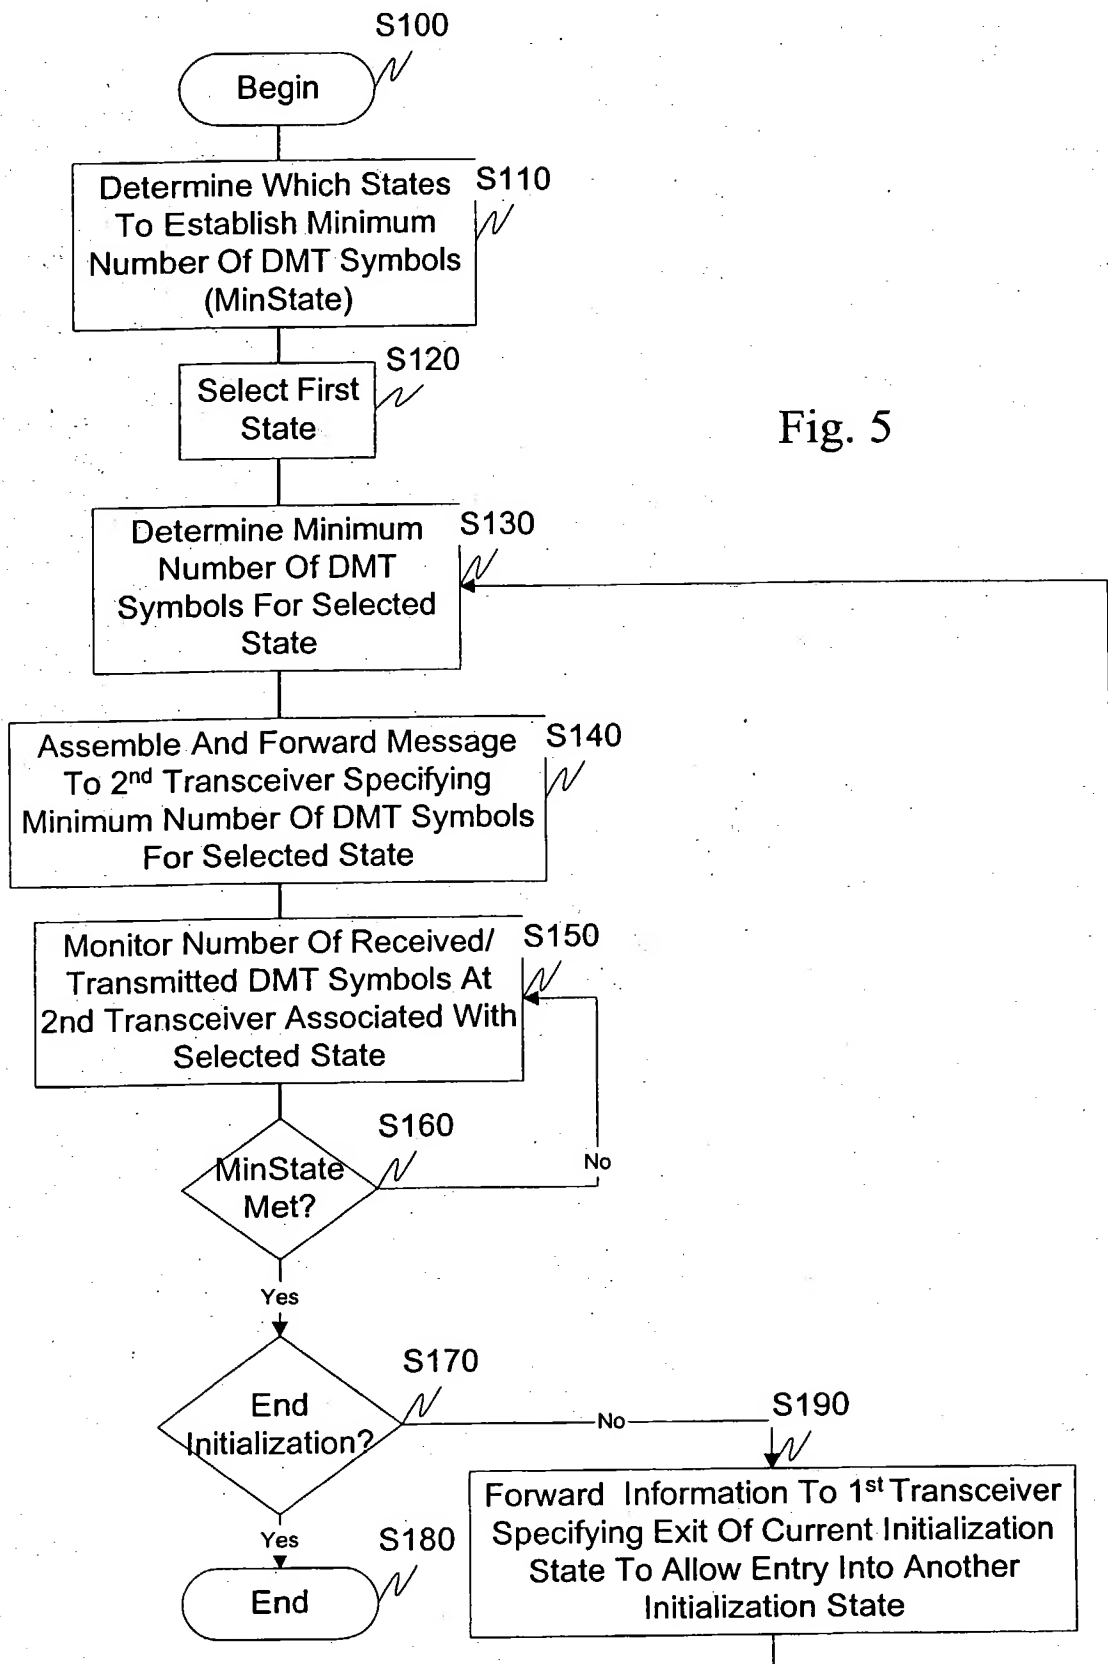 S100
Begin
Determine Which States
To Establish Minimum
Number Of DMT Symbols
(MinState)
S110
S120
Select First
State
Fig. 5
Determine Minimum
Number Of DMT
Symbols For Selected
State
S130
Assemble And Forward Message
To 2nd Transceiver Specifying
Minimum Number Of DMT Symbols
For Selected State
S140
Monitor Number Of Received/
Transmitted DMT Symbols At
2nd Transceiver Associated With
Selected State
S150
S160
MinState
Met?
No
Yes
S170
End
Initialization?
No
S190
Forward Information To 1st Transceiver
Specifying Exit Of Current Initialization
State To Allow Entry Into Another
Initialization State
Yes
S180
End